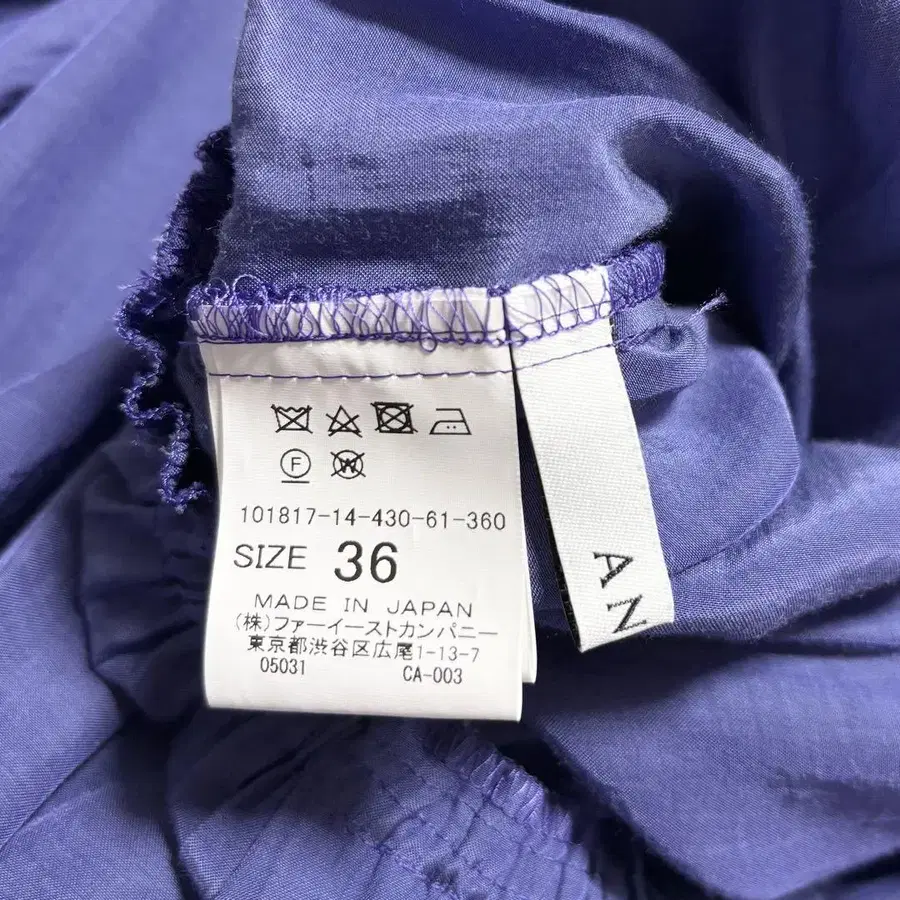 F
W
101817-14-430-61-360
SIZE 36
MADE IN JAPAN
(株)ファーイーストカンパニー
東京都渋谷区広尾1-13-7
05031 CA-003
AN